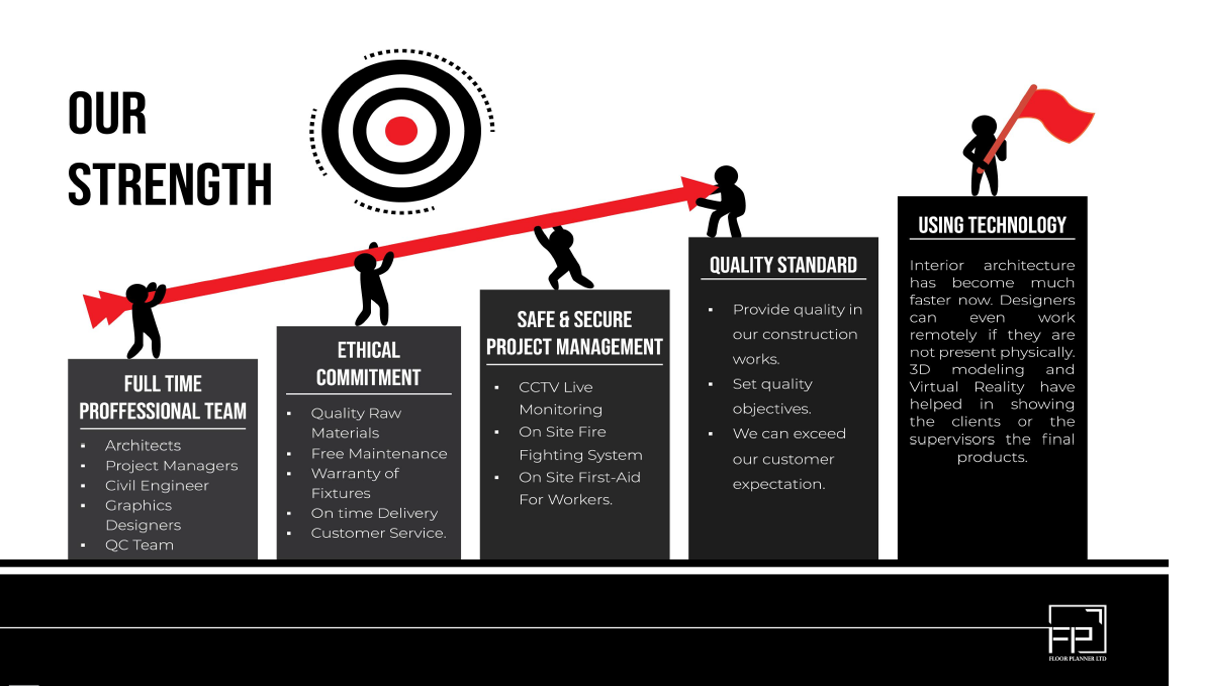 OUR
STRENGTH
FULL TIME
PROFFESSIONAL TEAM
▪ Architects
▪ Project Managers
▪ Civil Engineer
▪ Graphics
Designers
▪ QC Team
ETHICAL
COMMITMENT
▪ Quality Raw
Materials
▪ Free Maintenance
▪ Warranty of
Fixtures
▪ On time Delivery
▪ Customer Service.
SAFE & SECURE
PROJECT MANAGEMENT
▪ CCTV Live
Monitoring
▪ On Site Fire
Fighting System
▪ On Site First-Aid
For Workers.
QUALITY STANDARD
▪ Provide quality in
our construction
works.
▪ Set quality
objectives.
▪ We can exceed
our customer
expectation.
USING TECHNOLOGY
Interior architecture
has become much
faster now. Designers
can even work
remotely if they are
not present physically.
3D modeling and
Virtual Reality have
helped in showing
the clients or the
supervisors the final
products.
FP
FLOOR PLANNER LTD